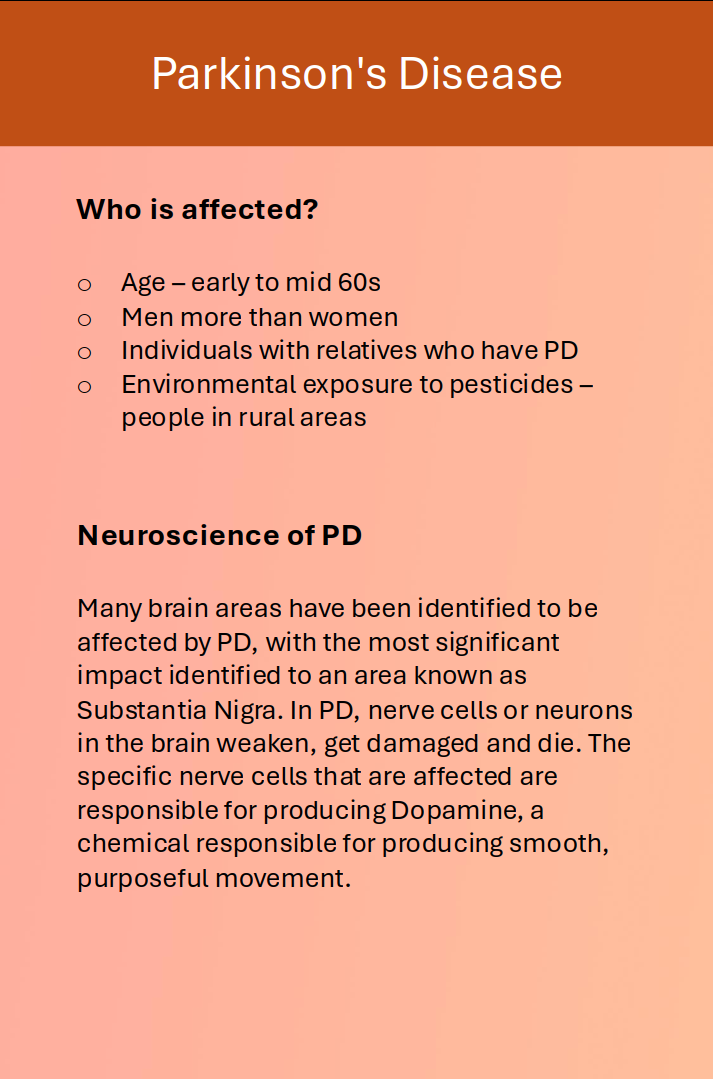 Parkinson's Disease
Who is affected?
o Age – early to mid 60s
o Men more than women
o Individuals with relatives who have PD
o Environmental exposure to pesticides –
people in rural areas
Neuroscience of PD
Many brain areas have been identified to be
affected by PD, with the most significant
impact identified to an area known as
Substantia Nigra. In PD, nerve cells or neurons
in the brain weaken, get damaged and die. The
specific nerve cells that are affected are
responsible for producing Dopamine, a
chemical responsible for producing smooth,
purposeful movement.